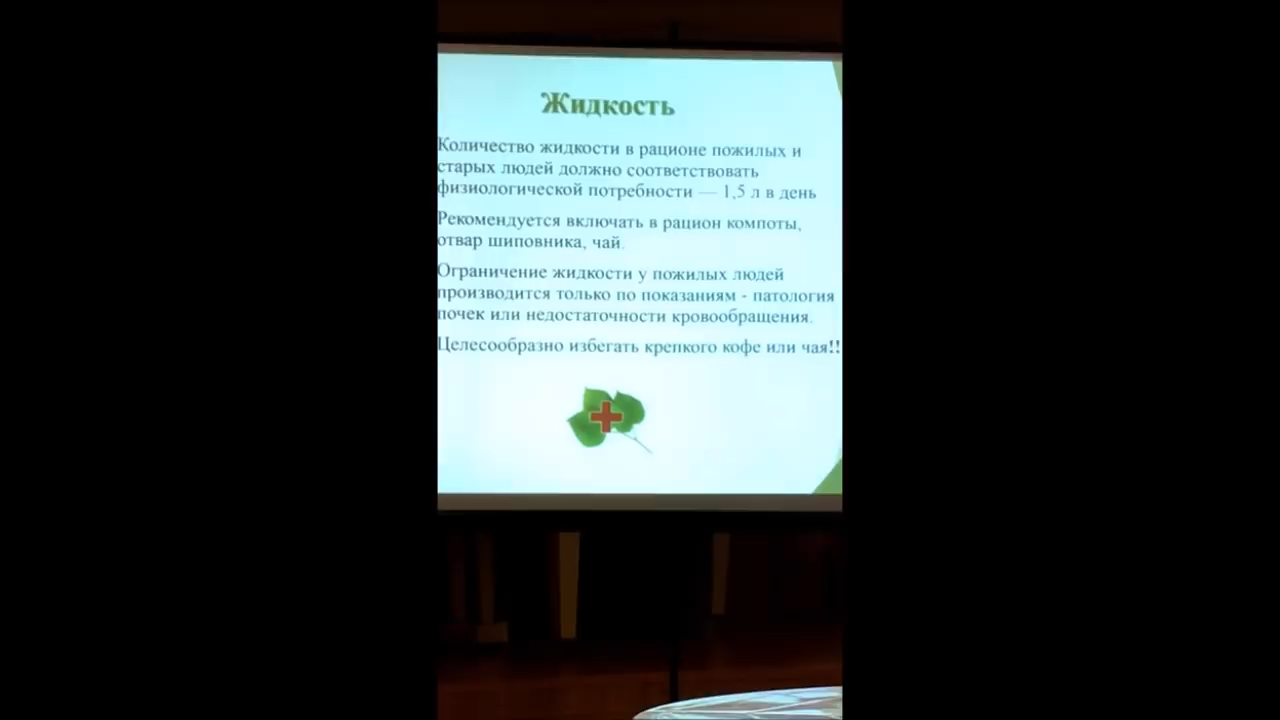 Жидкость
Количество жидкости в рационе пожилых и
старых людей должно соответствовать
физиологической потребности — 1,5 л в день
Рекомендуется включать в рацион компоты,
отвар шиповника, чай.
Ограничение жидкости у пожилых людей
производится только по показаниям - патология
почек или недостаточности кровообращения.
Целесообразно избегать крепкого кофе или чая!!